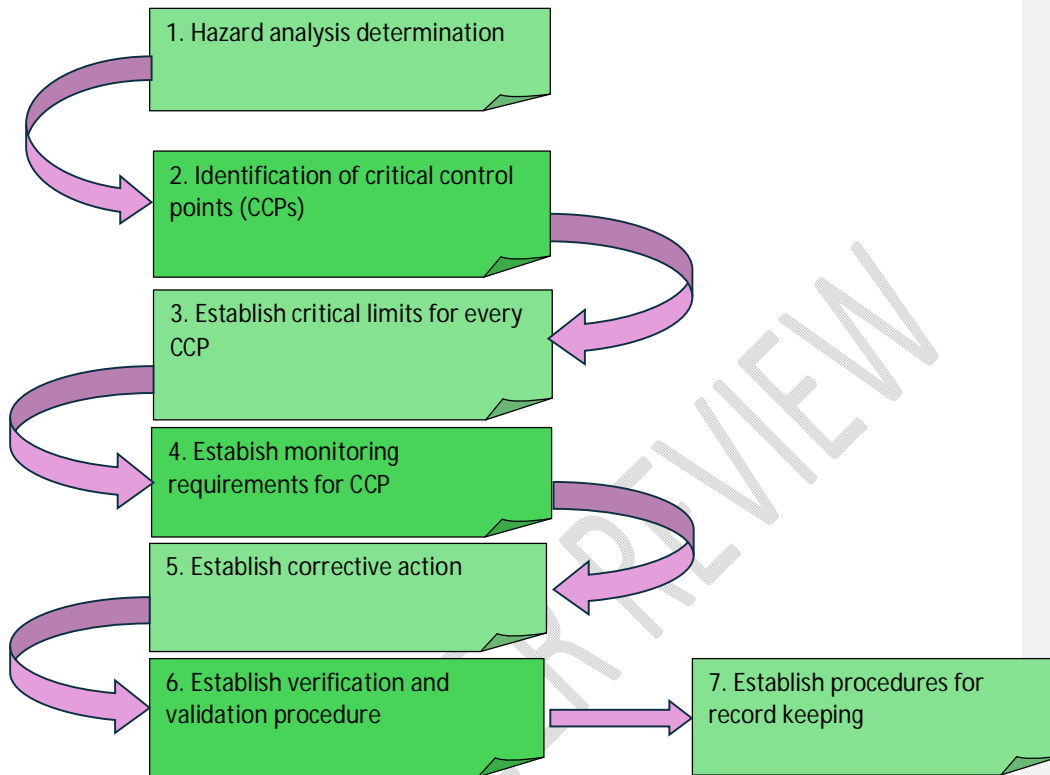 1. Hazard analysis determination
2. Identification of critical control
points (CCPs)
3. Establish critical limits for every
CCP
4. Estabish monitoring
requirements for CCP
5. Establish corrective action
6. Establish verification and
validation procedure
7. Establish procedures for
record keeping
ER REVIEW